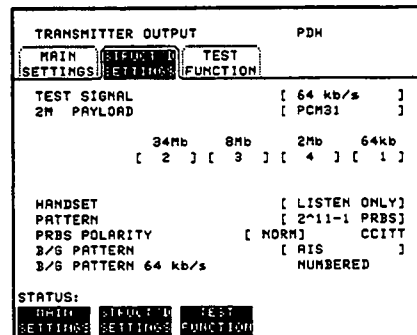 TRANSMITTER OUTPUT PDH
MAIN SETTINGS STRUCT'D SETTINGS TEST FUNCTION
TEST SIGNAL [ 64 kb/s ]
2M PAYLOAD [ PCM31 ]
34Mb 8Mb 2Mb 64kb
[ 2 ] [ 3 ] [ 4 ] [ 1 ]
HANDSET [ LISTEN ONLY]
PATTERN [ 2^11-1 PRBS]
PRBS POLARITY [ NORM] CCITT
B/G PATTERN [ AIS ]
B/G PATTERN 64 kb/s NUMBERED
STATUS:
MAIN SETTINGS STRUCT'D SETTINGS TEST FUNCTION